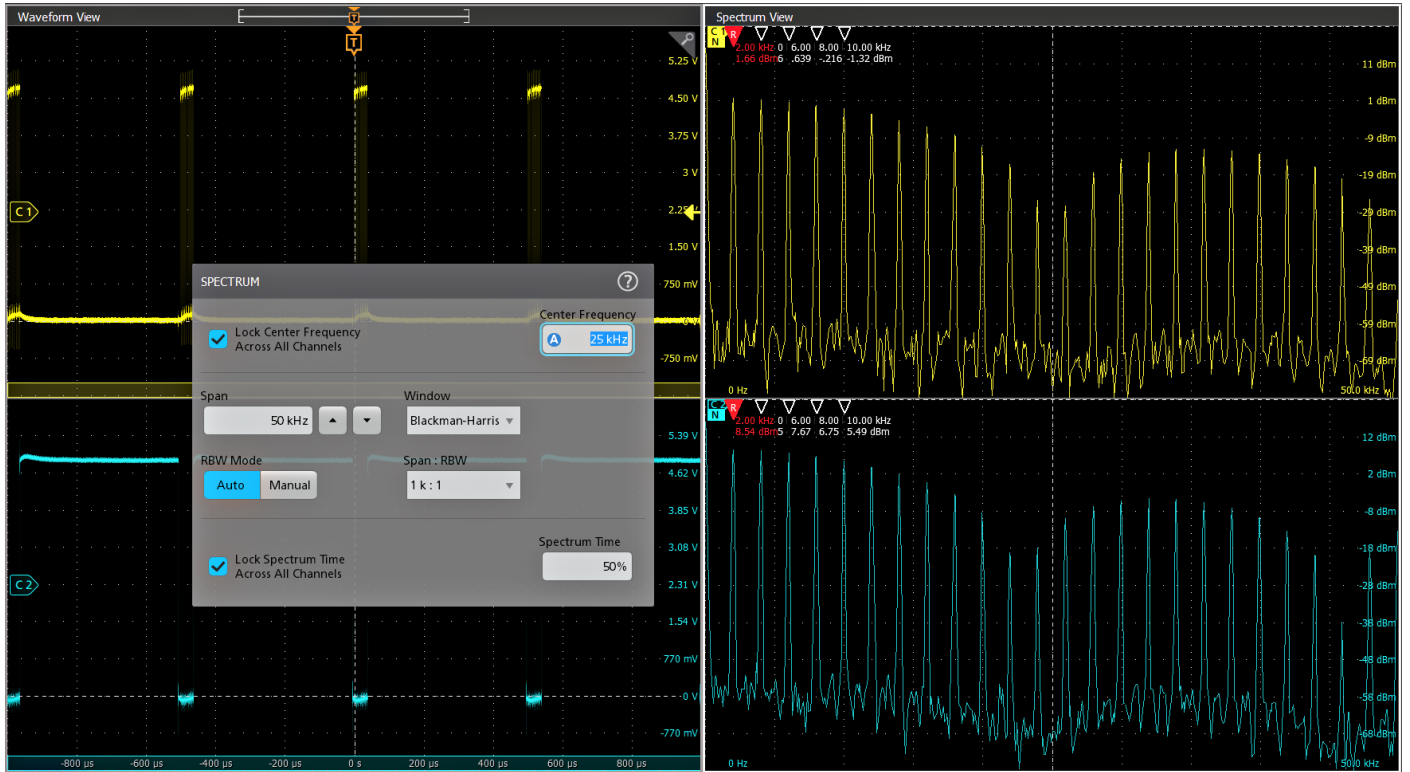 Waveform View
T
T
5.25 V
4.50 V
3.75 V
3 V
C 1
2.25 V
1.50 V
750 mV
0 V
-750 mV
SPECTRUM
?
Lock Center Frequency
Across All Channels
Center Frequency
A 25 kHz
Span
50 kHz
Window
Blackman-Harris
RBW Mode
Auto Manual
Span : RBW
1 k : 1
Lock Spectrum Time
Across All Channels
Spectrum Time
50%
5.39 V
4.62 V
3.85 V
3.08 V
C 2
2.31 V
1.54 V
770 mV
0 V
-770 mV
-800 µs -600 µs -400 µs -200 µs 0 s 200 µs 400 µs 600 µs 800 µs
Spectrum View
C 1
N
R
2.00 kHz 0 6.00 8.00 10.00 kHz
1.66 dBm 6 .639 -.216 -1.32 dBm
11 dBm
1 dBm
-9 dBm
-19 dBm
-29 dBm
-39 dBm
-49 dBm
-59 dBm
-69 dBm
0 Hz 50.0 kHz
C 2
N
R
2.00 kHz 0 6.00 8.00 10.00 kHz
8.54 dBm 5 7.67 6.75 5.49 dBm
12 dBm
2 dBm
-8 dBm
-18 dBm
-28 dBm
-38 dBm
-48 dBm
-58 dBm
-68 dBm
0 Hz 50.0 kHz